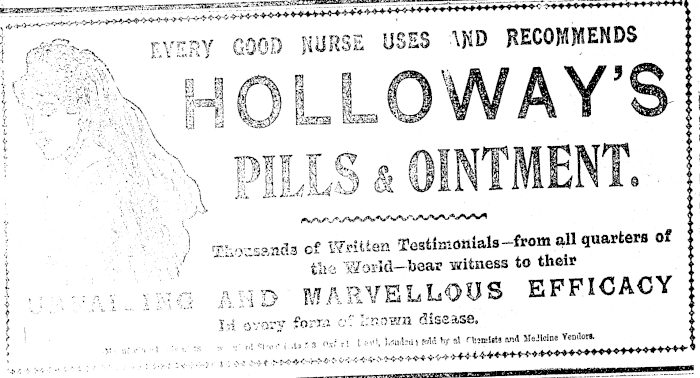 EVERY GOOD NURSE USES AND RECOMMENDS
HOLLOWAY'S
PILLS & OINTMENT.
Thousands of Written Testimonials—from all quarters of
the World—bear witness to their
AND MARVELLOUS EFFICACY
In every form of known disease.
London; sold by all Chemists and Medicine Vendors.